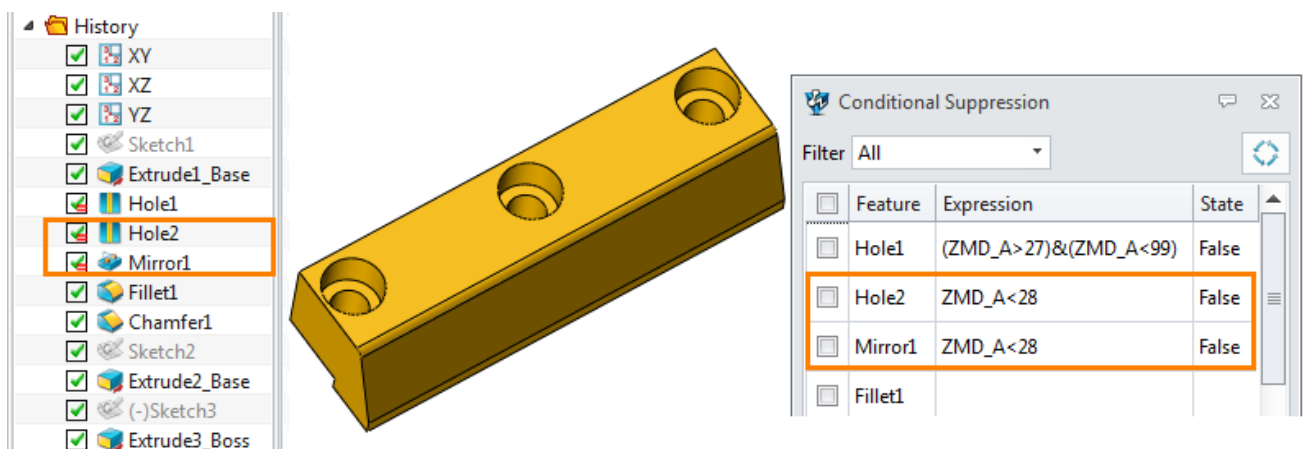 History
XY
XZ
YZ
Sketch1
Extrude1_Base
Hole1
Hole2
Mirror1
Fillet1
Chamfer1
Sketch2
Extrude2_Base
(-)Sketch3
Extrude3_Boss
Conditional Suppression
Filter All
Feature Expression State
Hole1 (ZMD_A>27)&(ZMD_A<99) False
Hole2 ZMD_A<28 False
Mirror1 ZMD_A<28 False
Fillet1